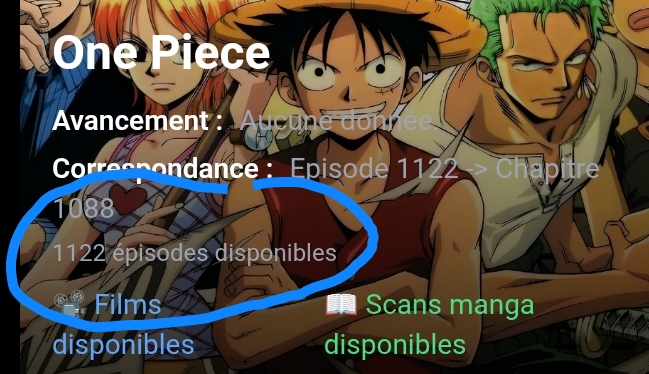 One Piece
Avancement : Aucune donnée
Correspondance : Episode 1122 -> Chapitre
1088
1122 épisodes disponibles
Films Scans manga
disponibles disponibles